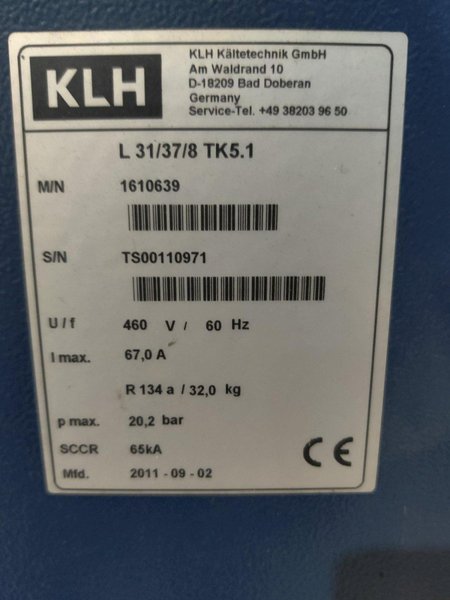 KLH
KLH Kältetechnik GmbH
Am Waldrand 10
D-18209 Bad Doberan
Germany
Service-Tel. +49 38203 96 50
L 31/37/8 TK5.1
M/N 1610639
S/N TS00110971
U / f 460 V / 60 Hz
I max. 67,0 A
R 134 a / 32,0 kg
p max. 20,2 bar
SCCR 65kA
Mfd. 2011 - 09 - 02
CE